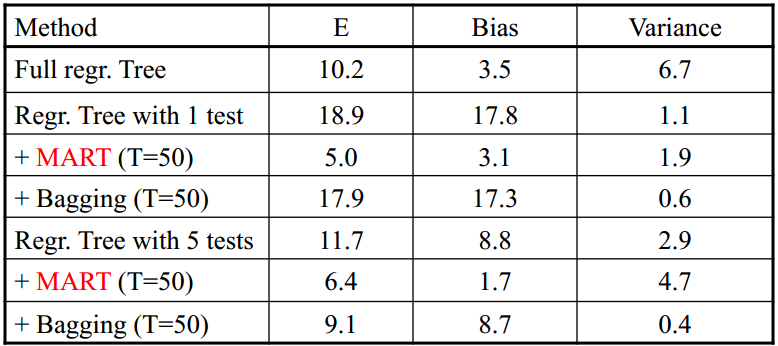 Method E Bias Variance
Full regr. Tree 10.2 3.5 6.7
Regr. Tree with 1 test 18.9 17.8 1.1
+ MART (T=50) 5.0 3.1 1.9
+ Bagging (T=50) 17.9 17.3 0.6
Regr. Tree with 5 tests 11.7 8.8 2.9
+ MART (T=50) 6.4 1.7 4.7
+ Bagging (T=50) 9.1 8.7 0.4